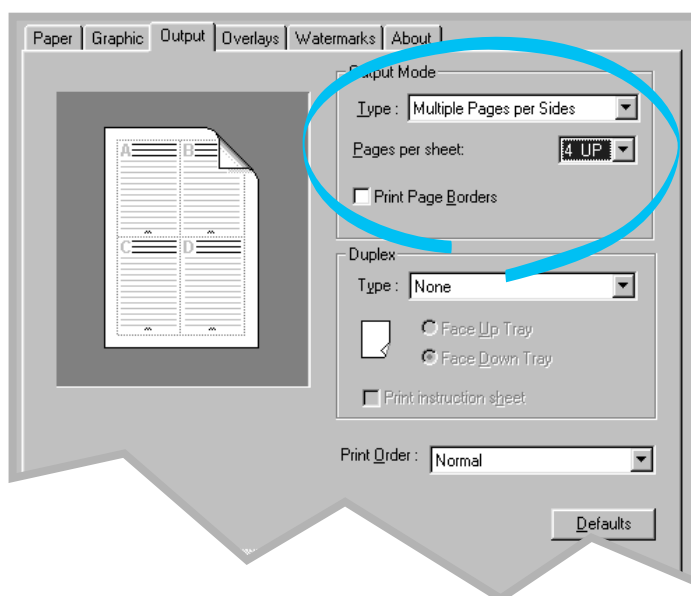 Paper Graphic Output Overlays Watermarks About
Output Mode
Type : Multiple Pages per Sides
Pages per sheet: 4 UP
Print Page Borders
A B
C D
Duplex
Type : None
Face Up Tray
Face Down Tray
Print instruction sheet
Print Order : Normal
Defaults